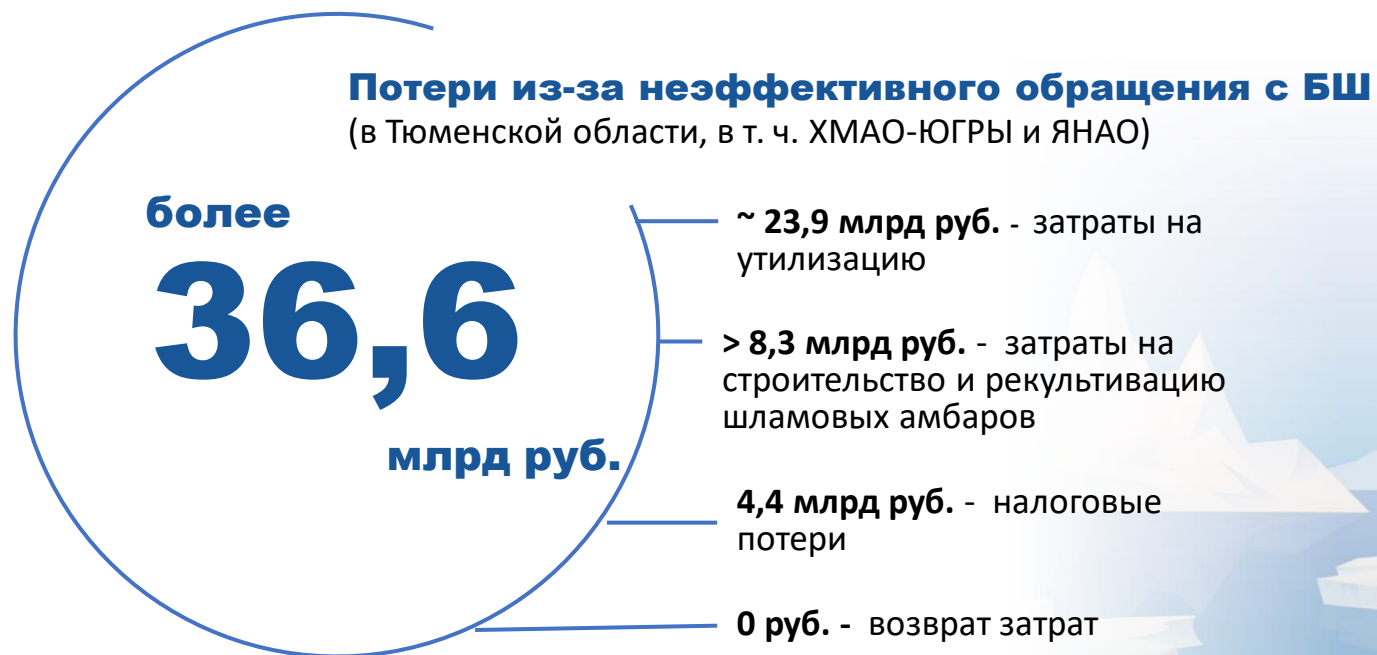 Потери из-за неэффективного обращения с БШ
(в Тюменской области, в т. ч. ХМАО-ЮГРЫ и ЯНАО)
более
36,6
млрд руб.
~ 23,9 млрд руб. - затраты на
утилизацию
> 8,3 млрд руб. - затраты на
строительство и рекультивацию
шламовых амбаров
4,4 млрд руб. - налоговые
потери
0 руб. - возврат затрат